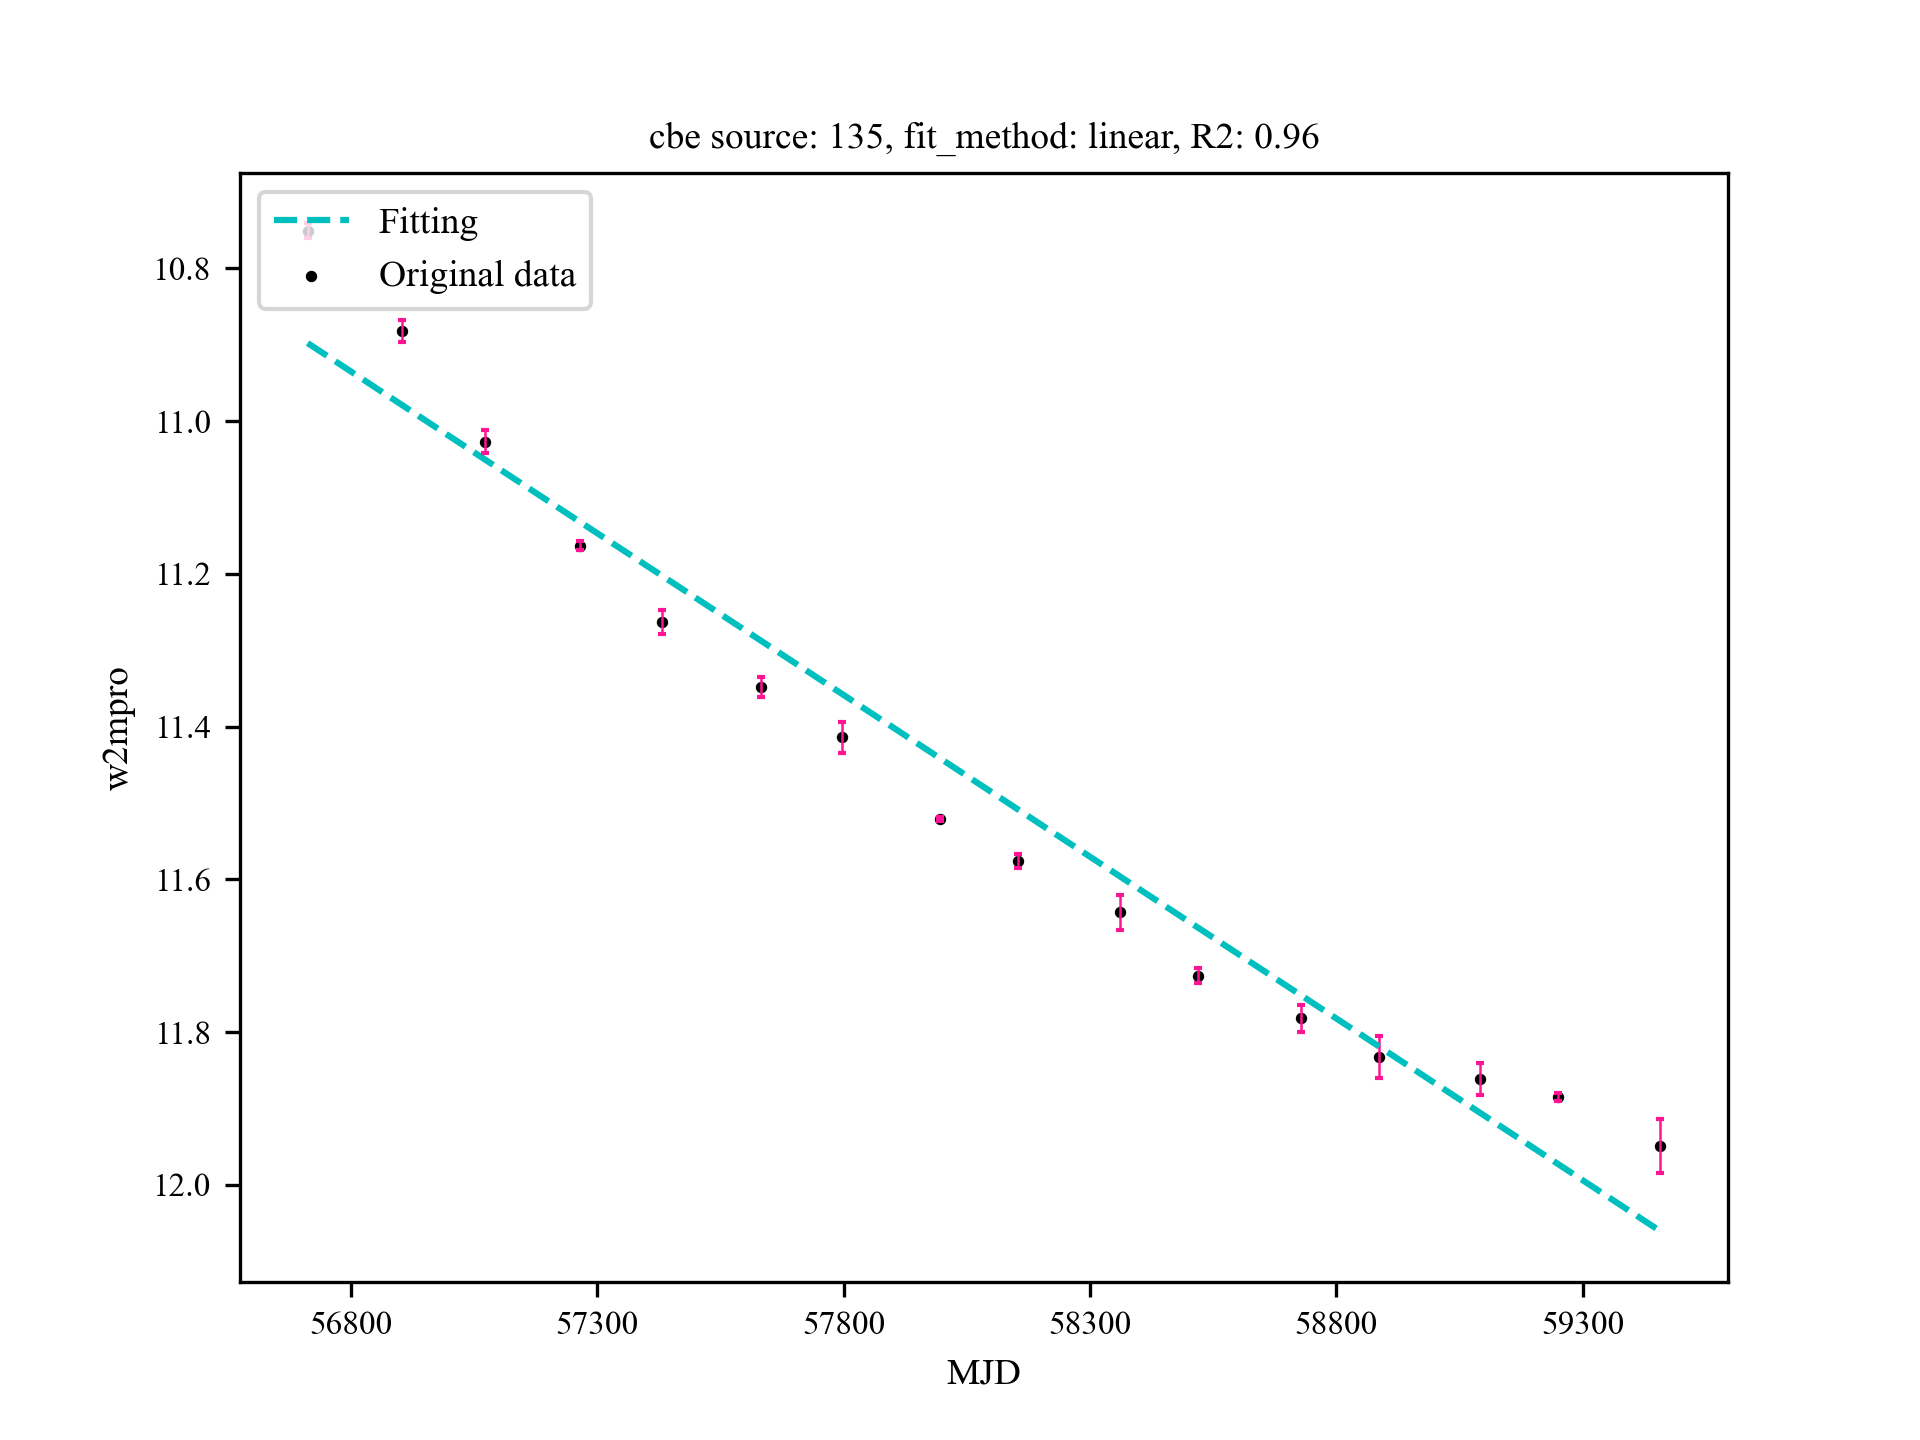 cbe source: 135, fit_method: linear, R2: 0.96
Fitting
Original data
10.8
11.0
11.2
11.4
11.6
11.8
12.0
w2mpro
56800 57300 57800 58300 58800 59300
MJD